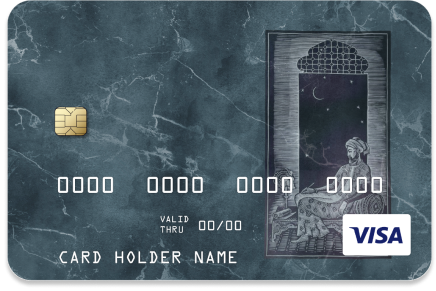 0000 0000 0000 0000
VALID
THRU 00/00
CARD HOLDER NAME
VISA